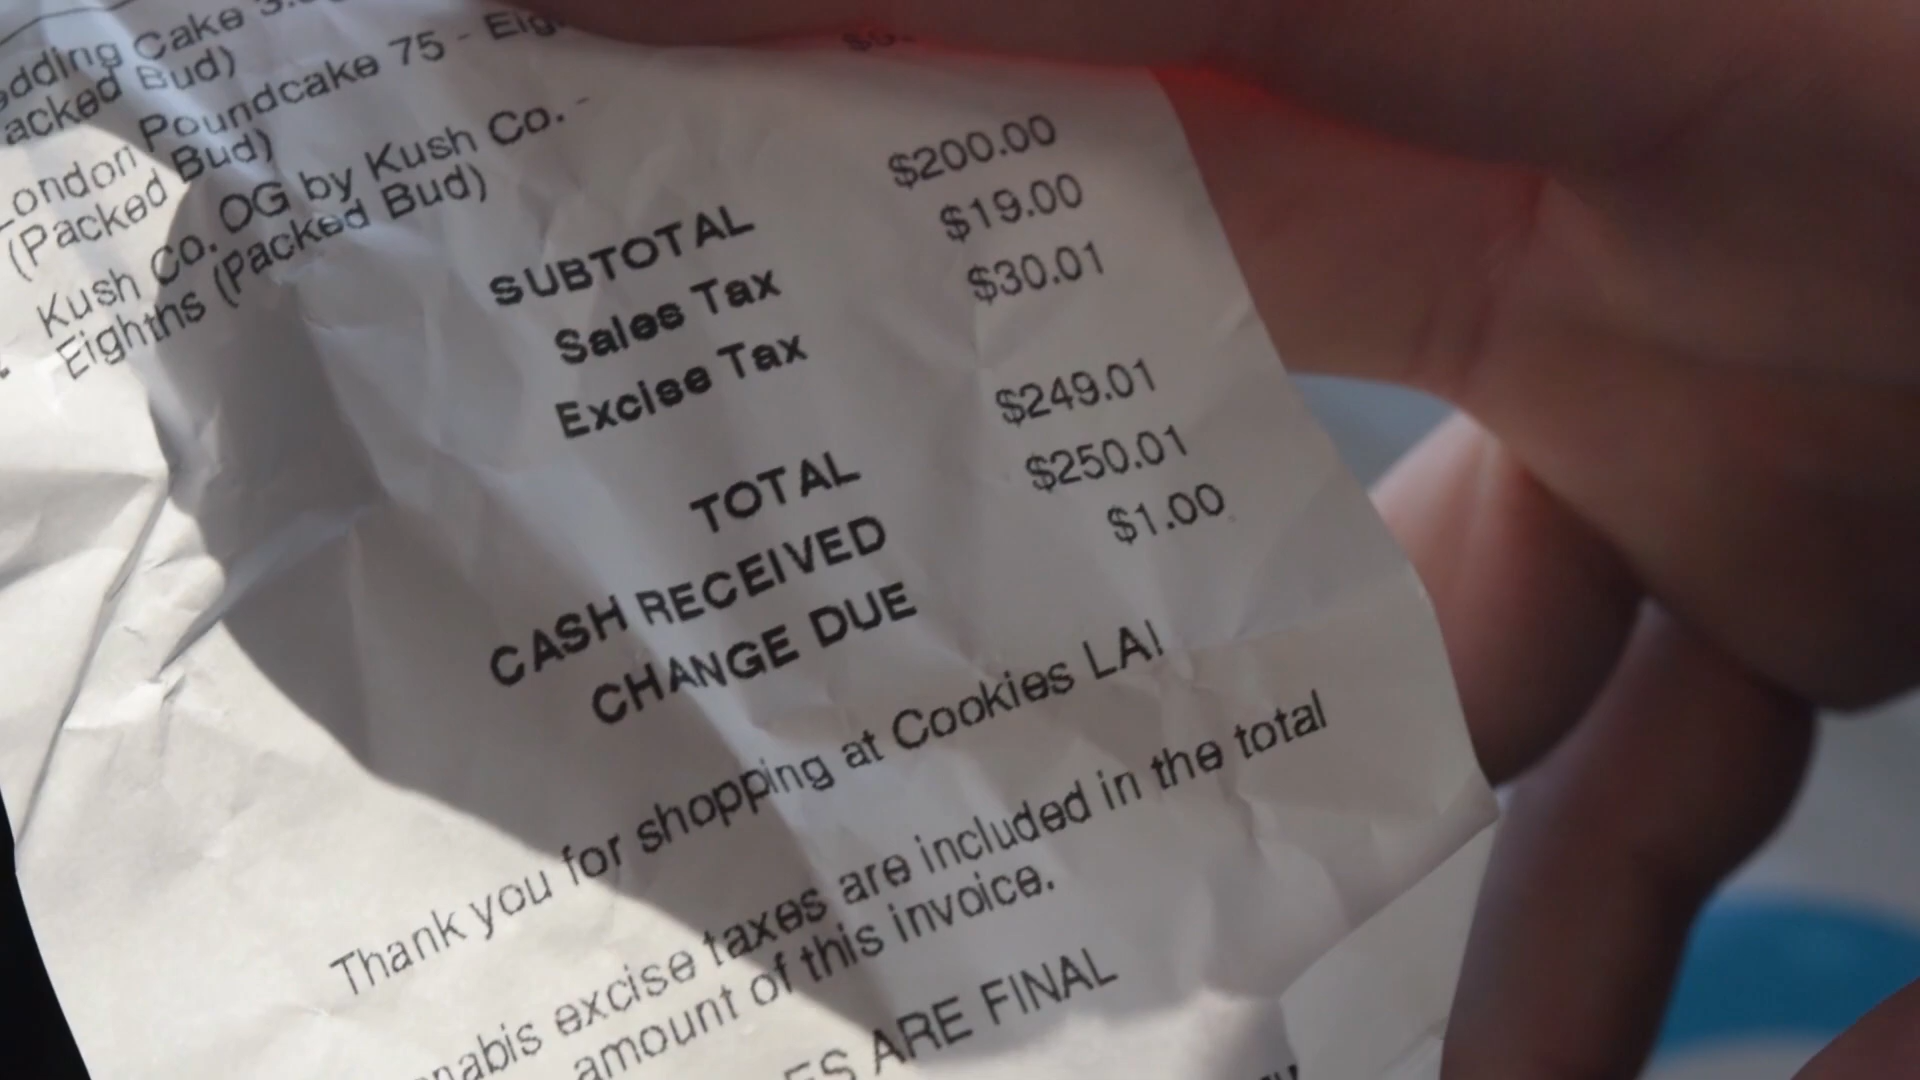 Cake
acked Bud)
Poundcake 75 -
(Packed Bud)
Kush Co. OG by Kush Co. -
Eighths (Packed Bud)
SUBTOTAL $200.00
Sales Tax $19.00
Excise Tax $30.01
TOTAL $249.01
CASH RECEIVED $250.01
CHANGE DUE $1.00
Thank you for shopping at Cookies LA!
excise taxes are included in the total
amount of this invoice.
ARE FINAL